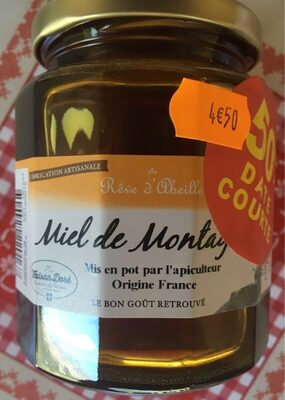 4€50
50%
DATE
COURTE
FABRICATION ARTISANALE
Rêve d'Abeille
Miel de Montag
Mis en pot par l'apiculteur
Origine France
Faisan Doré
LE BON GOÛT RETROUVÉ